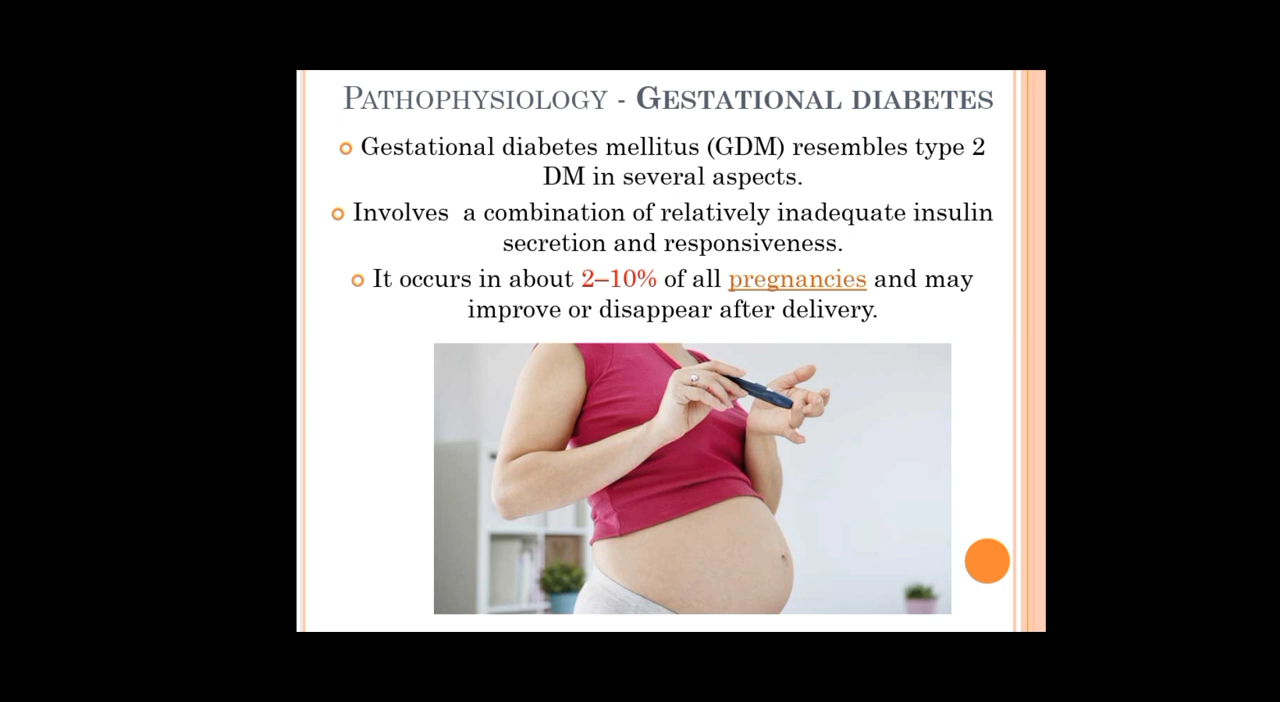 PATHOPHYSIOLOGY - GESTATIONAL DIABETES
Gestational diabetes mellitus (GDM) resembles type 2
DM in several aspects.
Involves  a combination of relatively inadequate insulin
secretion and responsiveness.
It occurs in about 2–10% of all pregnancies and may
improve or disappear after delivery.